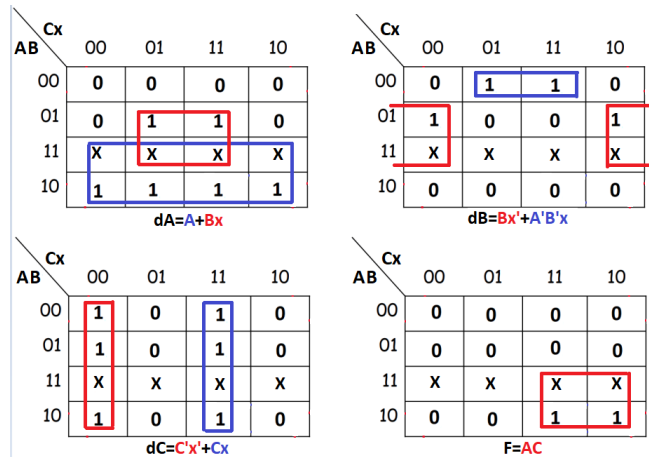 Cx
AB 00 01 11 10
00 0 0 0 0
01 0 1 1 0
11 X X X X
10 1 1 1 1
dA=A+Bx
Cx
AB 00 01 11 10
00 0 1 1 0
01 1 0 0 1
11 X X X X
10 0 0 0 0
dB=Bx'+A'B'x
Cx
AB 00 01 11 10
00 1 0 1 0
01 1 0 1 0
11 X X X X
10 1 0 1 0
dC=C'x'+Cx
Cx
AB 00 01 11 10
00 0 0 0 0
01 0 0 0 0
11 X X X X
10 0 0 1 1
F=AC